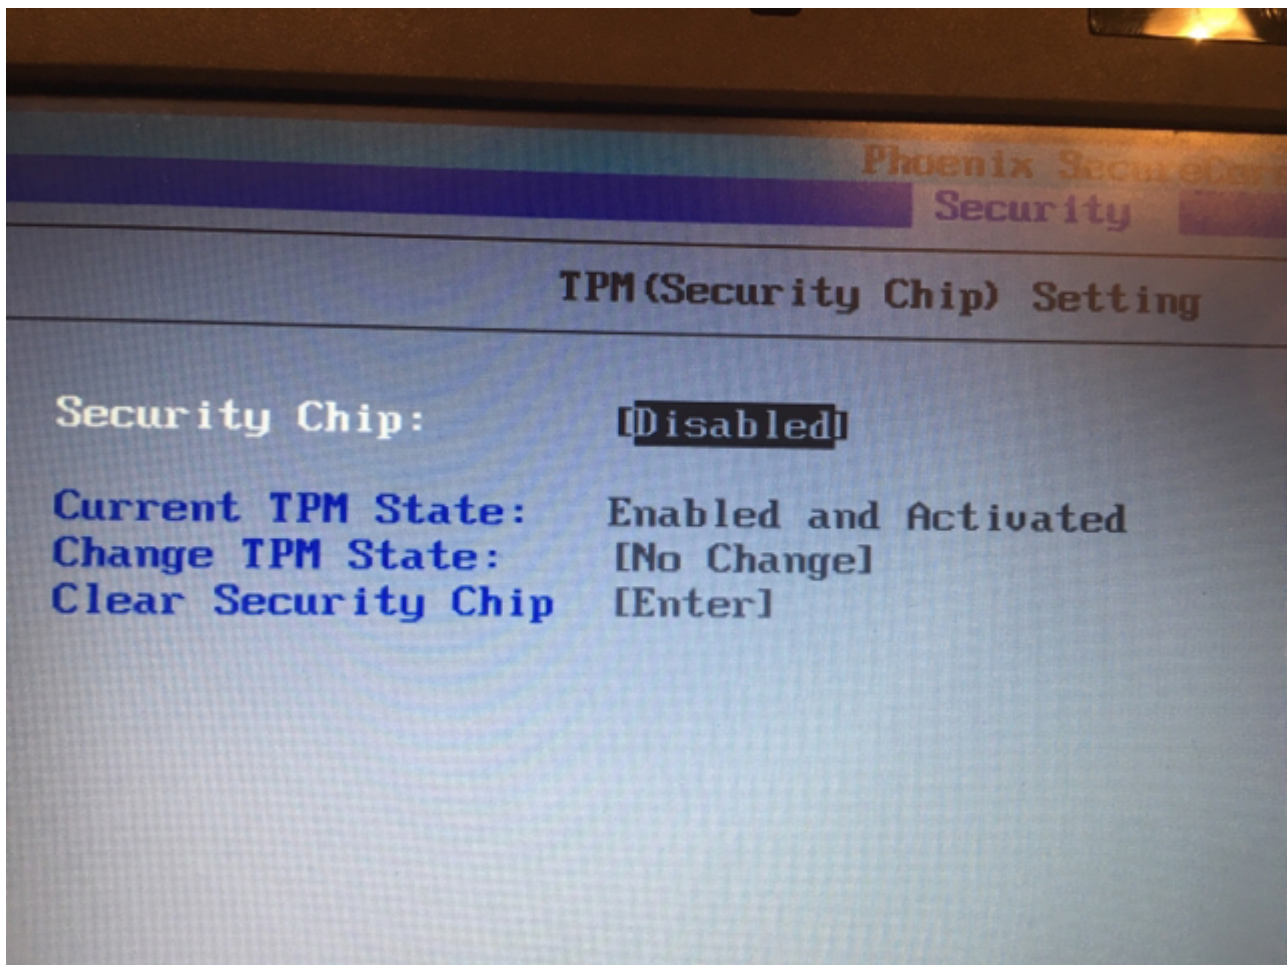 Phoenix
Security
TPM(Security Chip) Setting
Security Chip: [Disabled]
Current TPM State: Enabled and Activated
Change TPM State: [No Change]
Clear Security Chip [Enter]